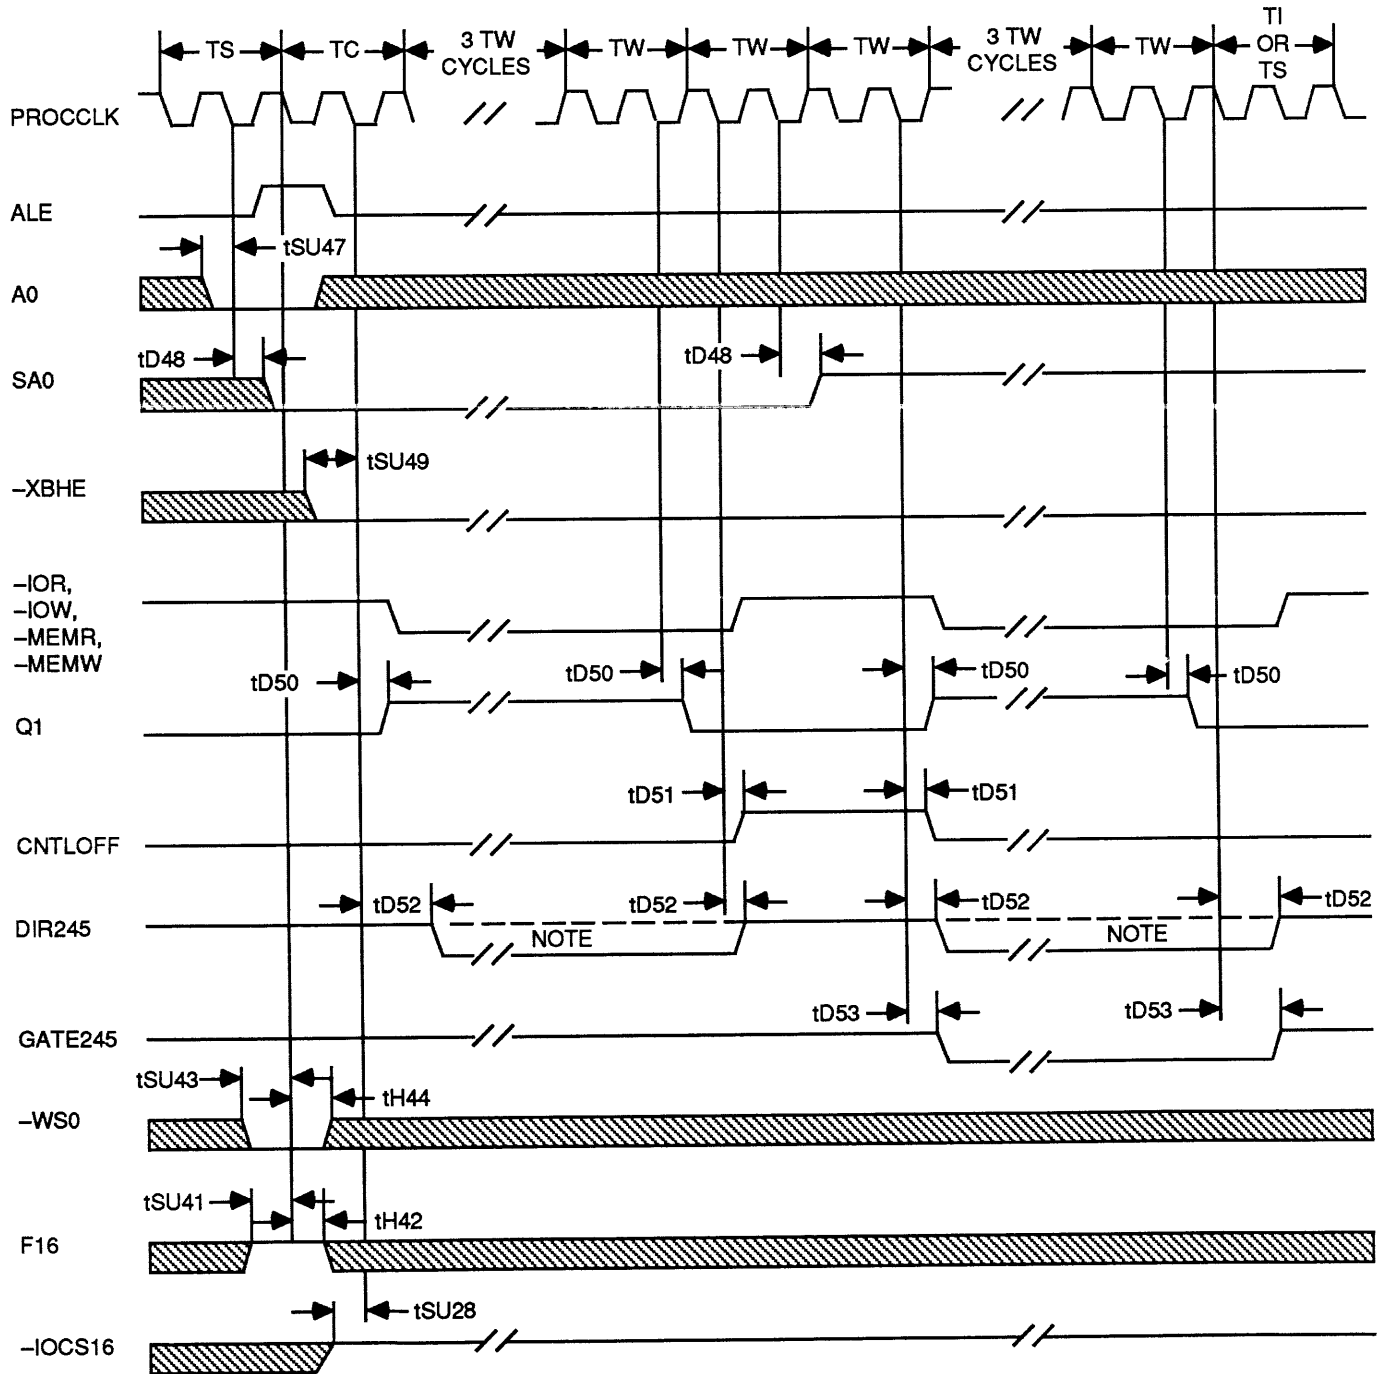 TS
TC
3 TW
CYCLES
TW
TW
TW
3 TW
CYCLES
TW
TI
OR
TS
PROCCLK
ALE
tSU47
A0
tD48
tD48
SA0
tSU49
–XBHE
–IOR,
–IOW,
–MEMR,
–MEMW
tD50
tD50
tD50
tD50
Q1
tD51
tD51
CNTLOFF
tD52
tD52
tD52
tD52
DIR245
NOTE
NOTE
tD53
tD53
GATE245
tSU43
tH44
–WS0
tSU41
tH42
F16
tSU28
–IOCS16